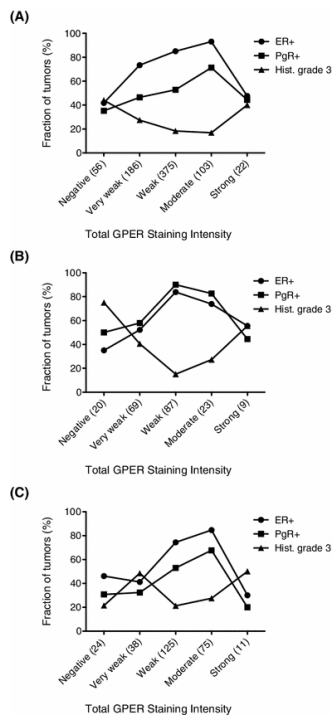 (A)
100
80
60
40
20
0
Fraction of tumors (%)
ER+
PgR+
Hist. grade 3
Negative (56)
Very weak (186)
Weak (375)
Moderate (103)
Strong (22)
Total GPER Staining Intensity
(B)
100
80
60
40
20
0
Fraction of tumors (%)
ER+
PgR+
Hist. grade 3
Negative (20)
Very weak (69)
Weak (87)
Moderate (23)
Strong (9)
Total GPER Staining Intensity
(C)
100
80
60
40
20
0
Fraction of tumors (%)
ER+
PgR+
Hist. grade 3
Negative (24)
Very weak (38)
Weak (125)
Moderate (75)
Strong (11)
Total GPER Staining Intensity